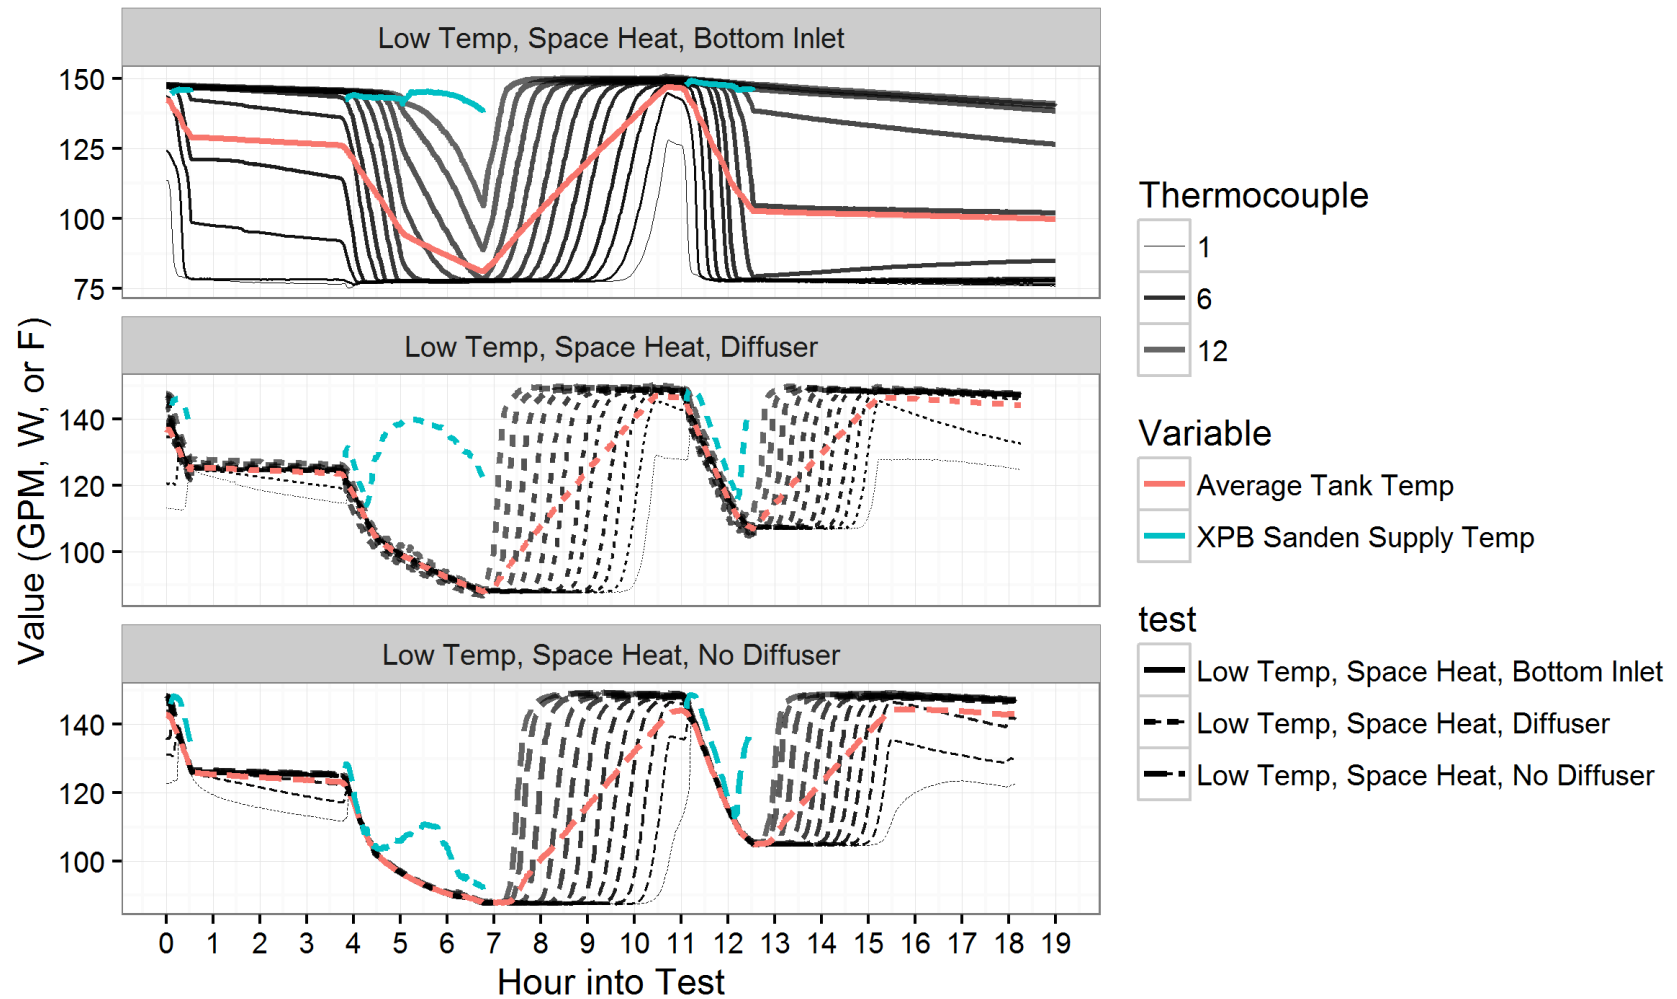 Low Temp, Space Heat, Bottom Inlet
150
125
100
75
Low Temp, Space Heat, Diffuser
140
120
100
Low Temp, Space Heat, No Diffuser
140
120
100
0 1 2 3 4 5 6 7 8 9 10 11 12 13 14 15 16 17 18 19
Hour into Test
Value (GPM, W, or F)
Thermocouple
1
6
12
Variable
Average Tank Temp
XPB Sanden Supply Temp
test
Low Temp, Space Heat, Bottom Inlet
Low Temp, Space Heat, Diffuser
Low Temp, Space Heat, No Diffuser